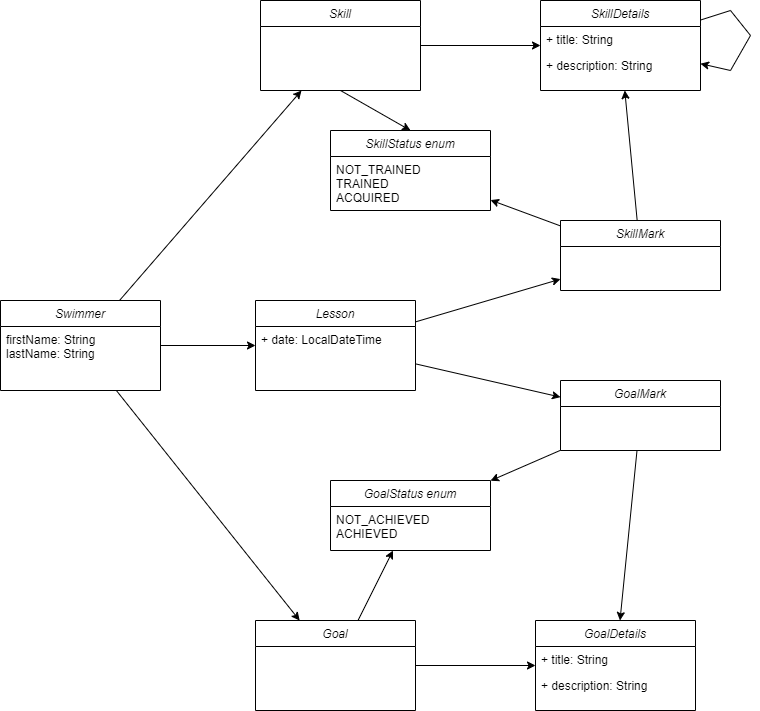 Skill
SkillDetails
+ title: String
+ description: String
SkillStatus enum
NOT_TRAINED
TRAINED
ACQUIRED
SkillMark
Swimmer
firstName: String
lastName: String
Lesson
+ date: LocalDateTime
GoalMark
GoalStatus enum
NOT_ACHIEVED
ACHIEVED
Goal
GoalDetails
+ title: String
+ description: String